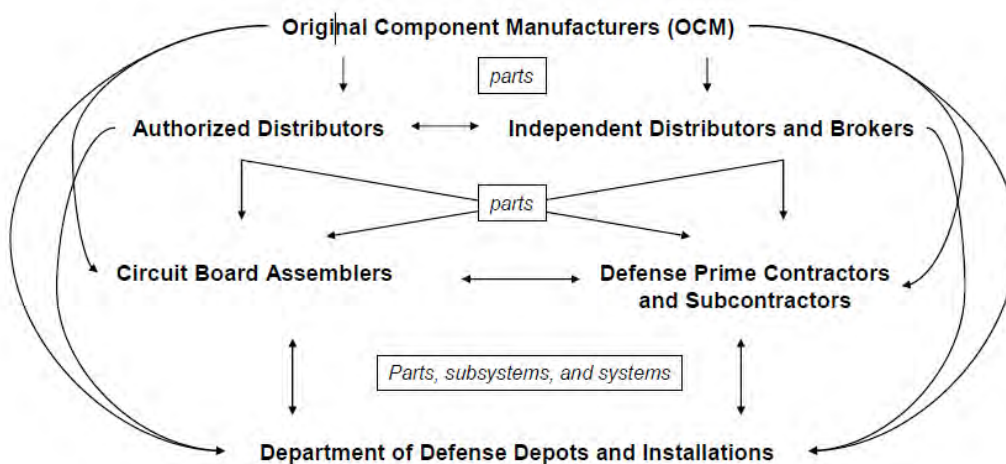 Original Component Manufacturers (OCM)
parts
Authorized Distributors
Independent Distributors and Brokers
parts
Circuit Board Assemblers
Defense Prime Contractors
and Subcontractors
Parts, subsystems, and systems
Department of Defense Depots and Installations